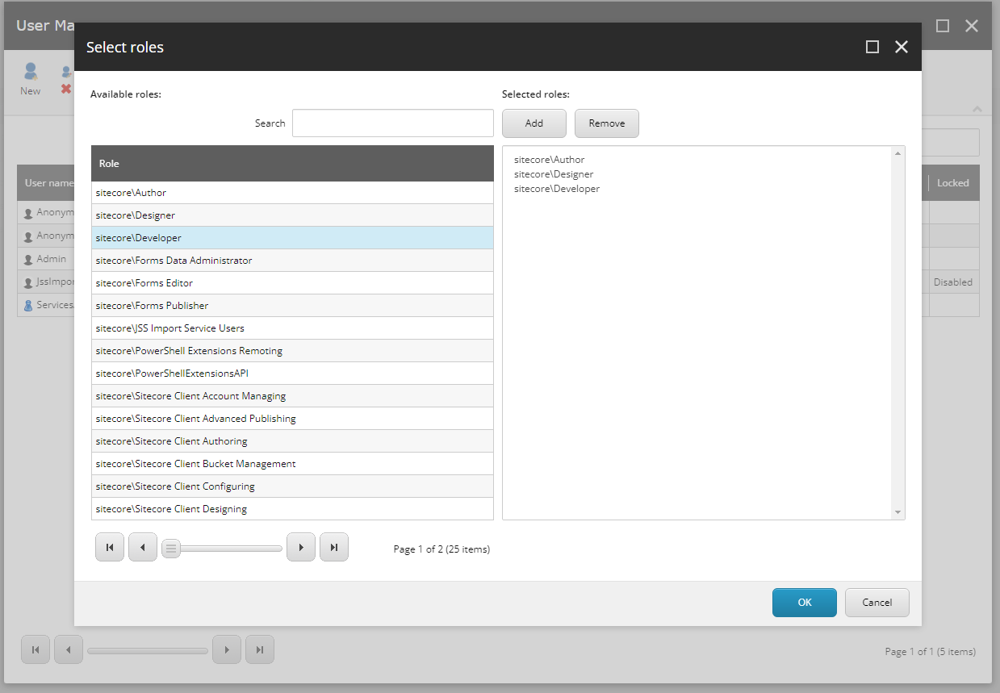 User Ma
Select roles
New
Available roles:
Selected roles:
Search
Add
Remove
Role
sitecore\Author
sitecore\Designer
sitecore\Developer
sitecore\Forms Data Administrator
sitecore\Forms Editor
sitecore\Forms Publisher
sitecore\JSS Import Service Users
sitecore\PowerShell Extensions Remoting
sitecore\PowerShellExtensionsAPI
sitecore\Sitecore Client Account Managing
sitecore\Sitecore Client Advanced Publishing
sitecore\Sitecore Client Authoring
sitecore\Sitecore Client Bucket Management
sitecore\Sitecore Client Configuring
sitecore\Sitecore Client Designing
sitecore\Author
sitecore\Designer
sitecore\Developer
Page 1 of 2 (25 items)
OK
Cancel
User name
Locked
Anonym
Anonym
Admin
JssImpor
Disabled
Services
Page 1 of 1 (5 items)